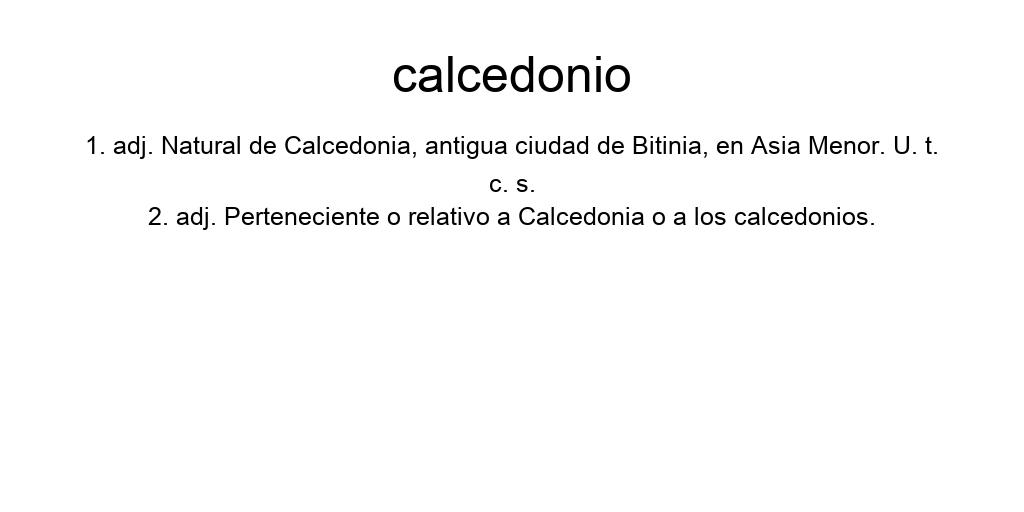 calcedonio
1. adj. Natural de Calcedonia, antigua ciudad de Bitinia, en Asia Menor. U. t.
c. s.
2. adj. Perteneciente o relativo a Calcedonia o a los calcedonios.